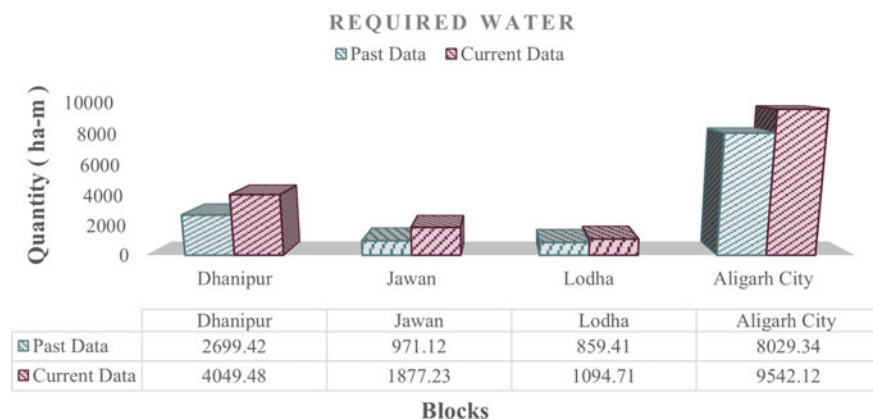 REQUIRED WATER
Past Data Current Data
Quantity ( ha-m )
10000
8000
6000
4000
2000
0
Dhanipur Jawan Lodha Aligarh City
Dhanipur Jawan Lodha Aligarh City
Past Data 2699.42 971.12 859.41 8029.34
Current Data 4049.48 1877.23 1094.71 9542.12
Blocks